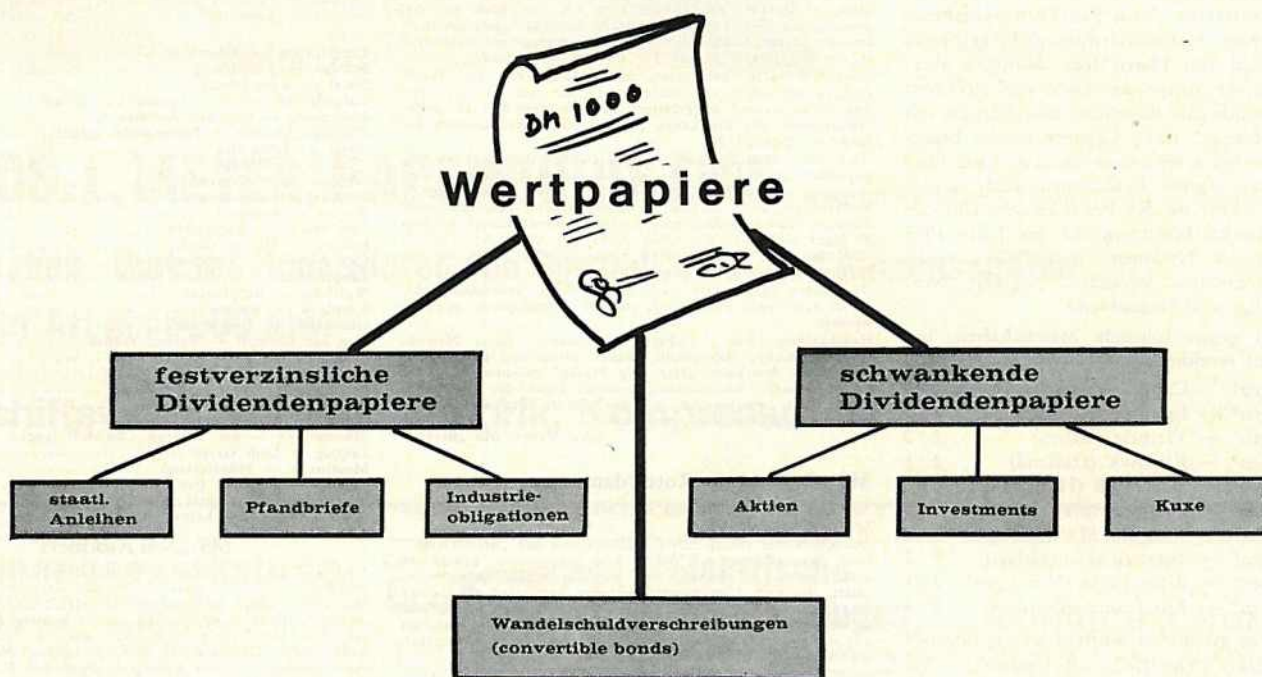 DM 1000
Wertpapiere
festverzinsliche
Dividendenpapiere
schwankende
Dividendenpapiere
staatl.
Anleihen
Pfandbriefe
Industrie-
obligationen
Aktien
Investments
Kuxe
Wandelschuldverschreibungen
(convertible bonds)